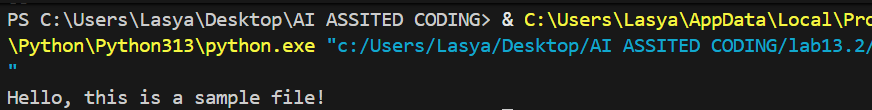 PS C:\Users\Lasya\Desktop\AI ASSITED CODING> & C:\Users\Lasya\AppData\Local\Pro
\Python\Python313\python.exe "c:/Users/Lasya/Desktop/AI ASSITED CODING/lab13.2/
"
Hello, this is a sample file!